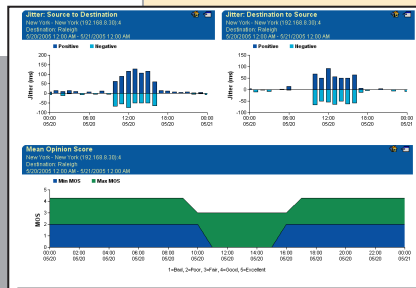 Jitter: Source to Destination
New York - New York (192.168.8.30):4
Destination: Raleigh
5/20/2005 12:00 AM - 5/21/2005 12:00 AM
Positive Negative
Jitter (ms)
200
150
100
50
0
-50
-100
00:00 06:00 12:00 18:00 00:00
05/20 05/20 05/20 05/20 05/21
Jitter: Destination to Source
New York - New York (192.168.8.30):4
Destination: Raleigh
5/20/2005 12:00 AM - 5/21/2005 12:00 AM
Positive Negative
Jitter (ms)
150
100
50
0
-50
-100
00:00 06:00 12:00 18:00 00:00
05/20 05/20 05/20 05/20 05/21
Mean Opinion Score
New York - New York (192.168.8.30):4
Destination: Raleigh
5/20/2005 12:00 AM - 5/21/2005 12:00 AM
Min MOS Max MOS
MOS
5
4
3
2
1
0
00:00 02:00 04:00 06:00 08:00 10:00 12:00 14:00 16:00 18:00 20:00 22:00 00:00
05/20 05/20 05/20 05/20 05/20 05/20 05/20 05/20 05/20 05/20 05/20 05/20 05/21
1=Bad, 2=Poor, 3=Fair, 4=Good, 5=Excellent